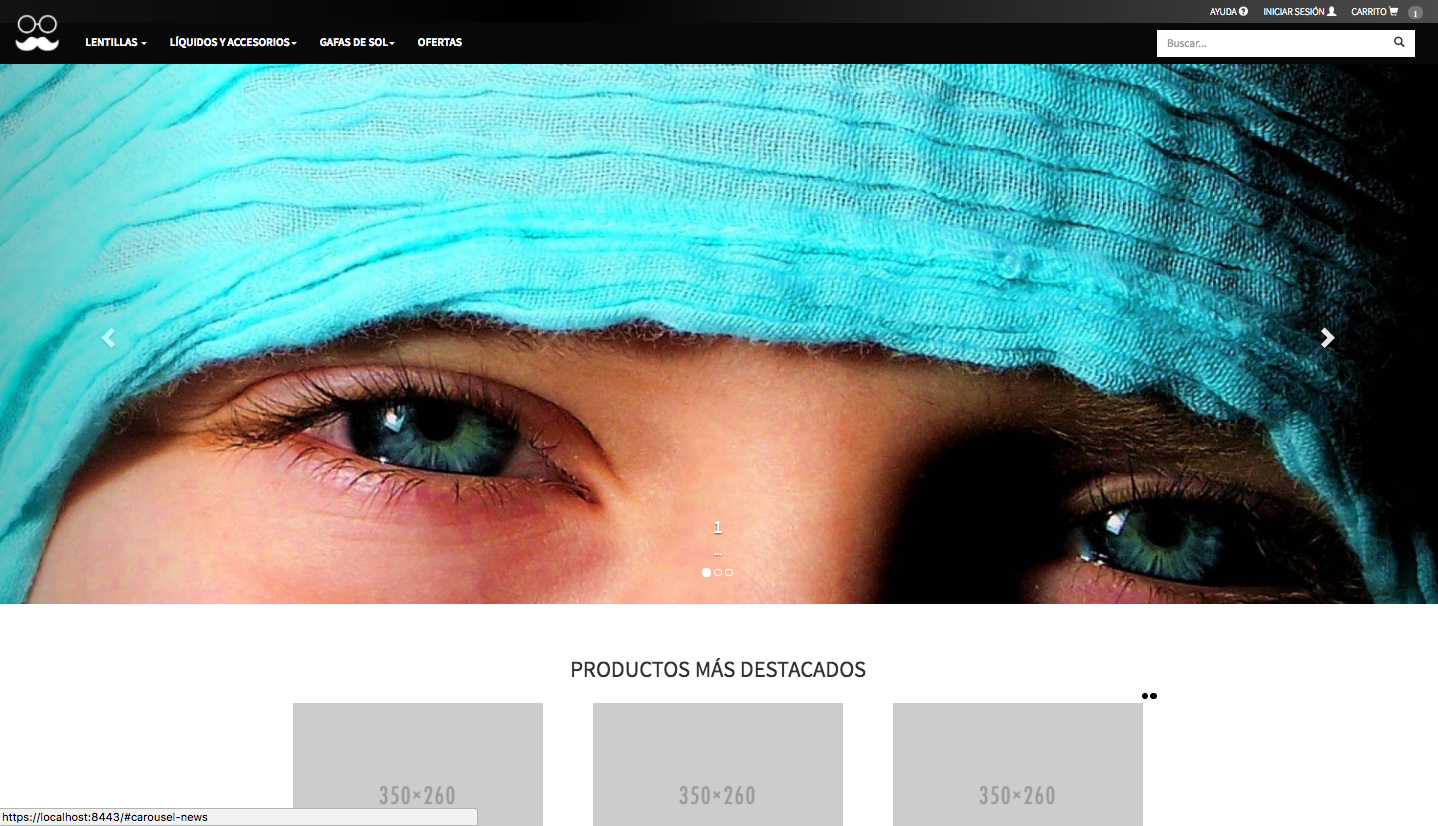 AYUDA INICIAR SESIÓN CARRITO 1
LENTILLAS LÍQUIDOS Y ACCESORIOS GAFAS DE SOL OFERTAS
Buscar...
1
...
PRODUCTOS MÁS DESTACADOS
350×260 350×260 350×260
https://localhost:8443/#carousel-news